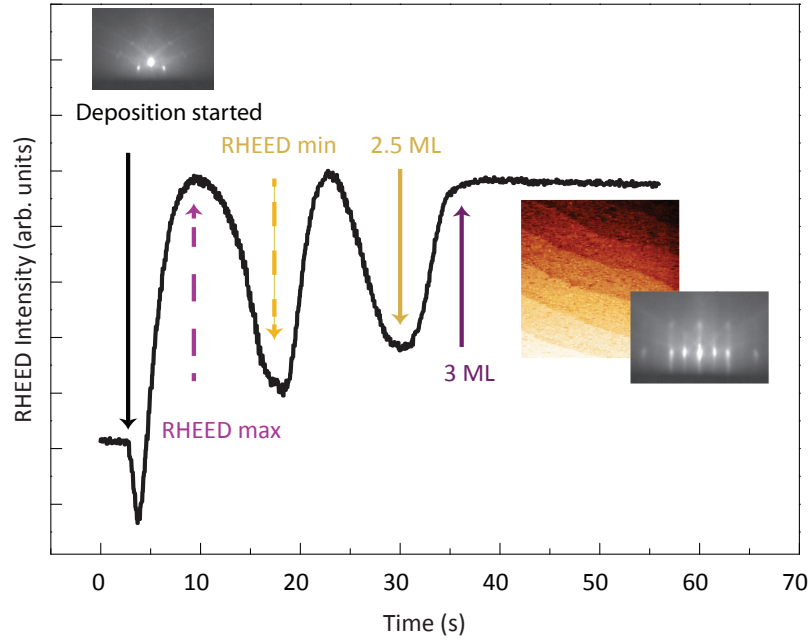 Deposition started
RHEED min
2.5 ML
RHEED Intensity (arb. units)
3 ML
RHEED max
0 10 20 30 40 50 60 70
Time (s)